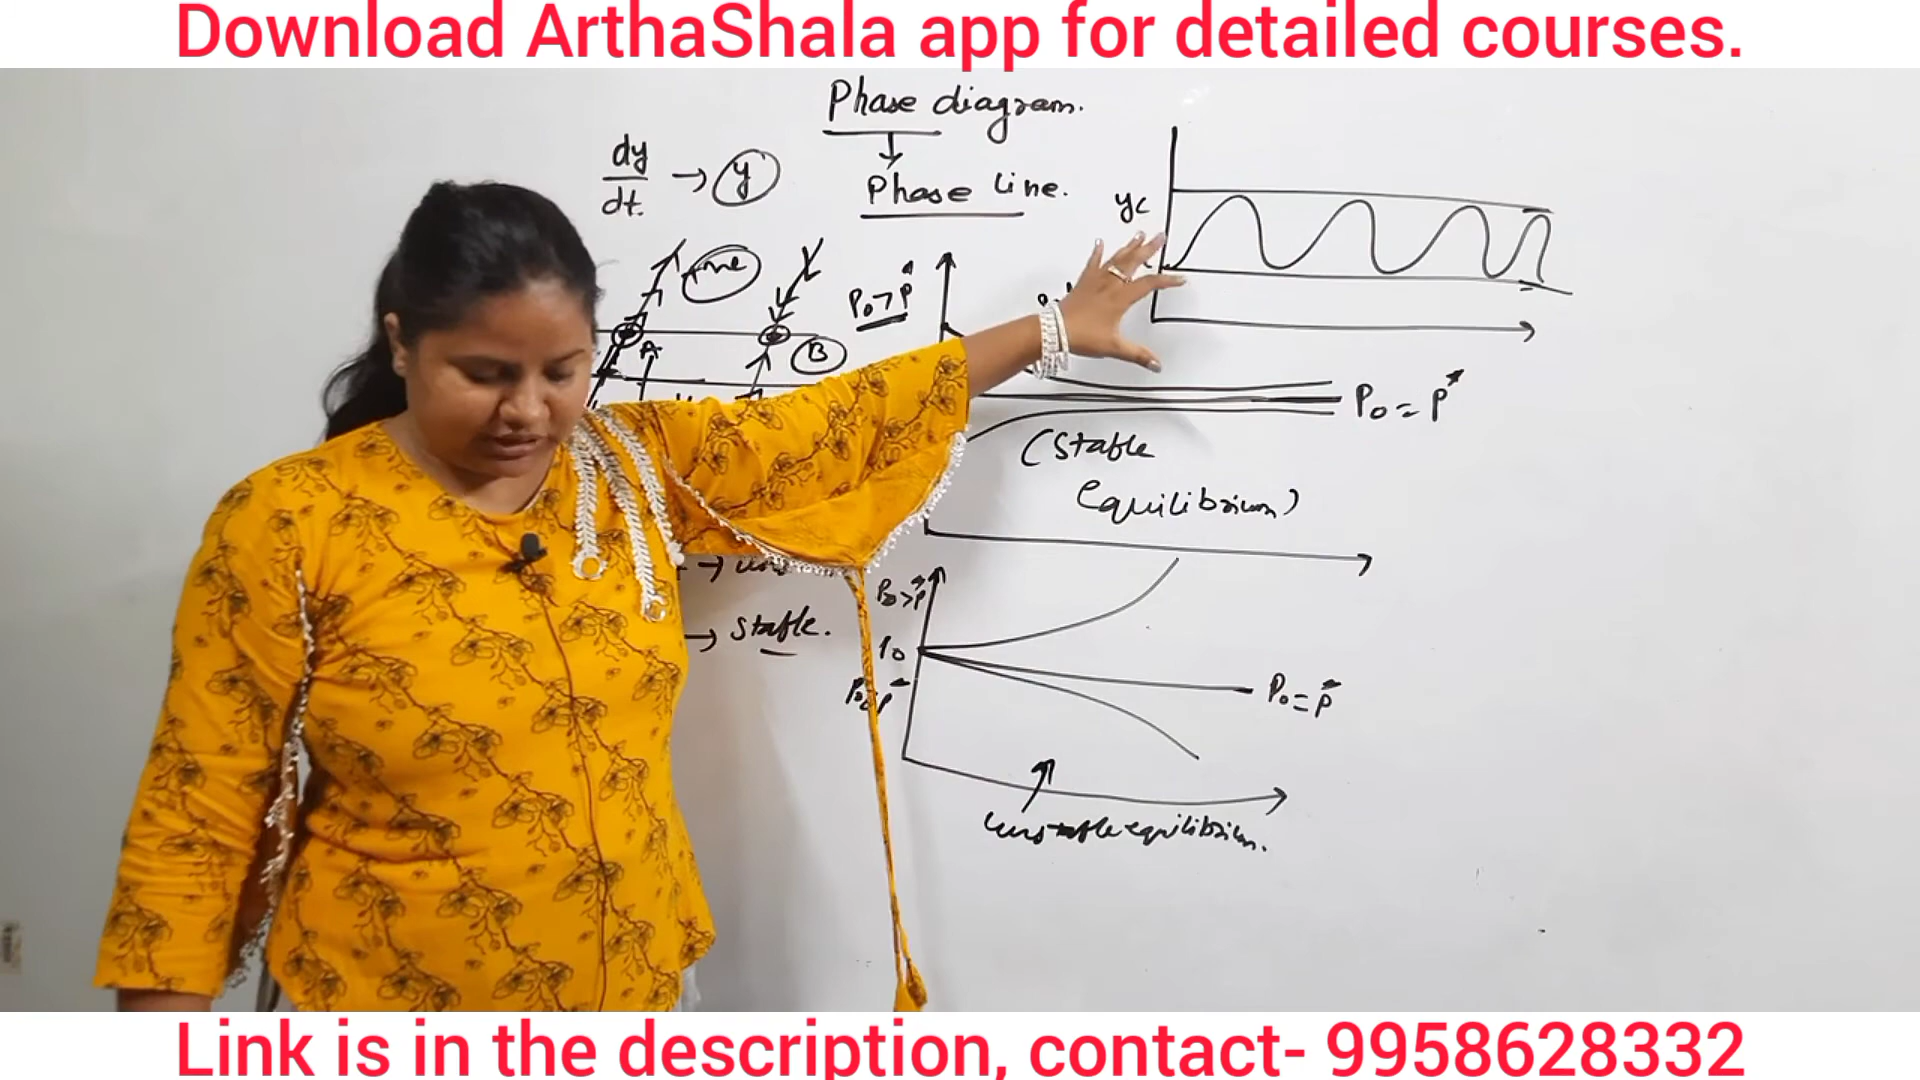 Download ArthaShala app for detailed courses.
Phase diagram.
Phase line.
dy
dt. → y
+ve
P₀ > P*
A
B
yc
P₀ = P*
(Stable
equilibrium)
→ Stable.
P₀ > P*
P₀
P₀ = P*
unstable equilibrium.
Link is in the description, contact- 9958628332